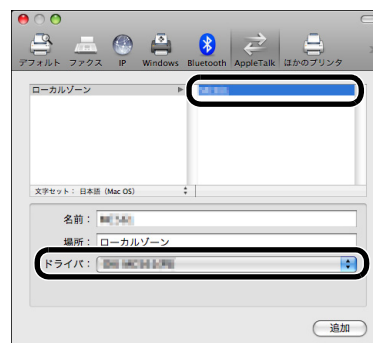 デフォルト ファクス IP Windows Bluetooth AppleTalk ほかのプリンタ
ローカルゾーン
文字セット： 日本語 (Mac OS)
名前：
場所： ローカルゾーン
ドライバ：
追加